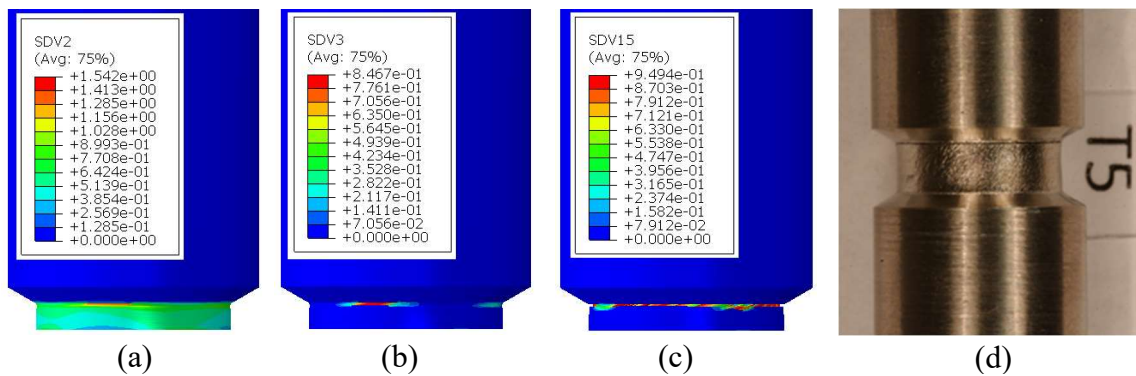 SDV2
(Avg: 75%)
+1.542e+00
+1.413e+00
+1.285e+00
+1.156e+00
+1.028e+00
+8.993e-01
+7.708e-01
+6.424e-01
+5.139e-01
+3.854e-01
+2.569e-01
+1.285e-01
+0.000e+00
SDV3
(Avg: 75%)
+8.467e-01
+7.761e-01
+7.056e-01
+6.350e-01
+5.645e-01
+4.939e-01
+4.234e-01
+3.528e-01
+2.822e-01
+2.117e-01
+1.411e-01
+7.056e-02
+0.000e+00
SDV15
(Avg: 75%)
+9.494e-01
+8.703e-01
+7.912e-01
+7.121e-01
+6.330e-01
+5.538e-01
+4.747e-01
+3.956e-01
+3.165e-01
+2.374e-01
+1.582e-01
+7.912e-02
+0.000e+00
T5
(a)
(b)
(c)
(d)